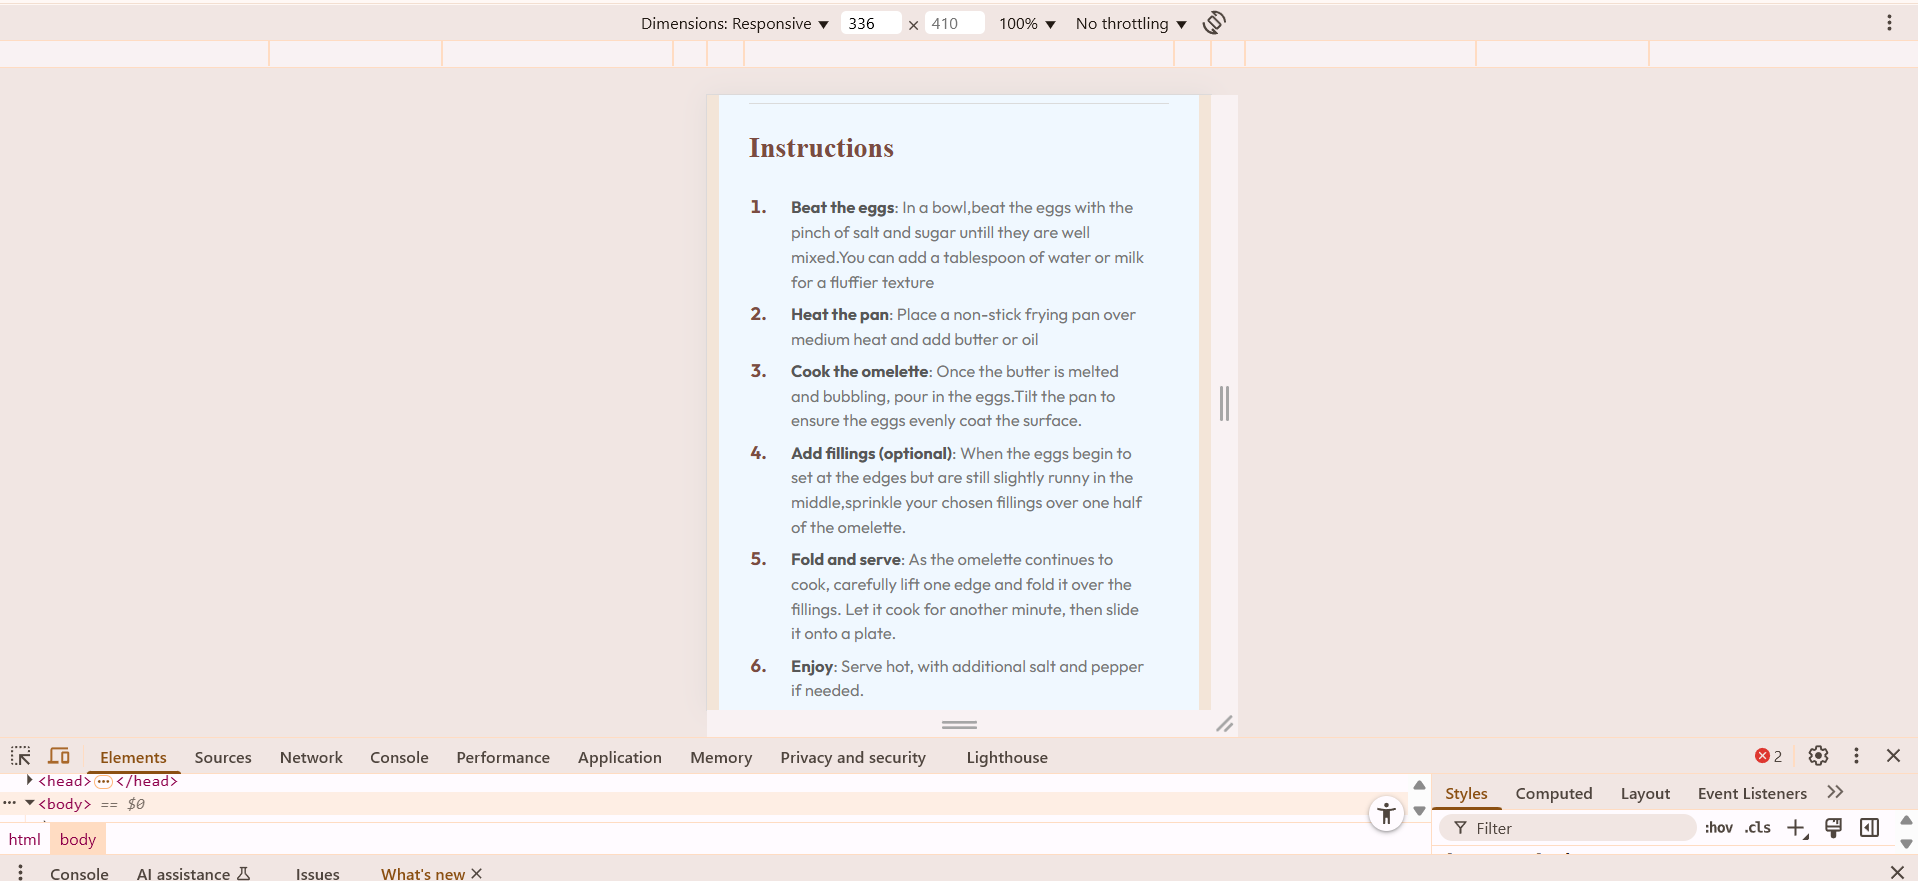 Dimensions: Responsive ▼ 336 × 410 100% ▼ No throttling ▼
Instructions
1. Beat the eggs: In a bowl,beat the eggs with the
pinch of salt and sugar untill they are well
mixed.You can add a tablespoon of water or milk
for a fluffier texture
2. Heat the pan: Place a non-stick frying pan over
medium heat and add butter or oil
3. Cook the omelette: Once the butter is melted
and bubbling, pour in the eggs.Tilt the pan to
ensure the eggs evenly coat the surface.
4. Add fillings (optional): When the eggs begin to
set at the edges but are still slightly runny in the
middle,sprinkle your chosen fillings over one half
of the omelette.
5. Fold and serve: As the omelette continues to
cook, carefully lift one edge and fold it over the
fillings. Let it cook for another minute, then slide
it onto a plate.
6. Enjoy: Serve hot, with additional salt and pepper
if needed.
Elements Sources Network Console Performance Application Memory Privacy and security Lighthouse 2
<head> ••• </head>
<body> == $0
html body
Styles Computed Layout Event Listeners
Filter :hov .cls
Console AI assistance Issues What's new